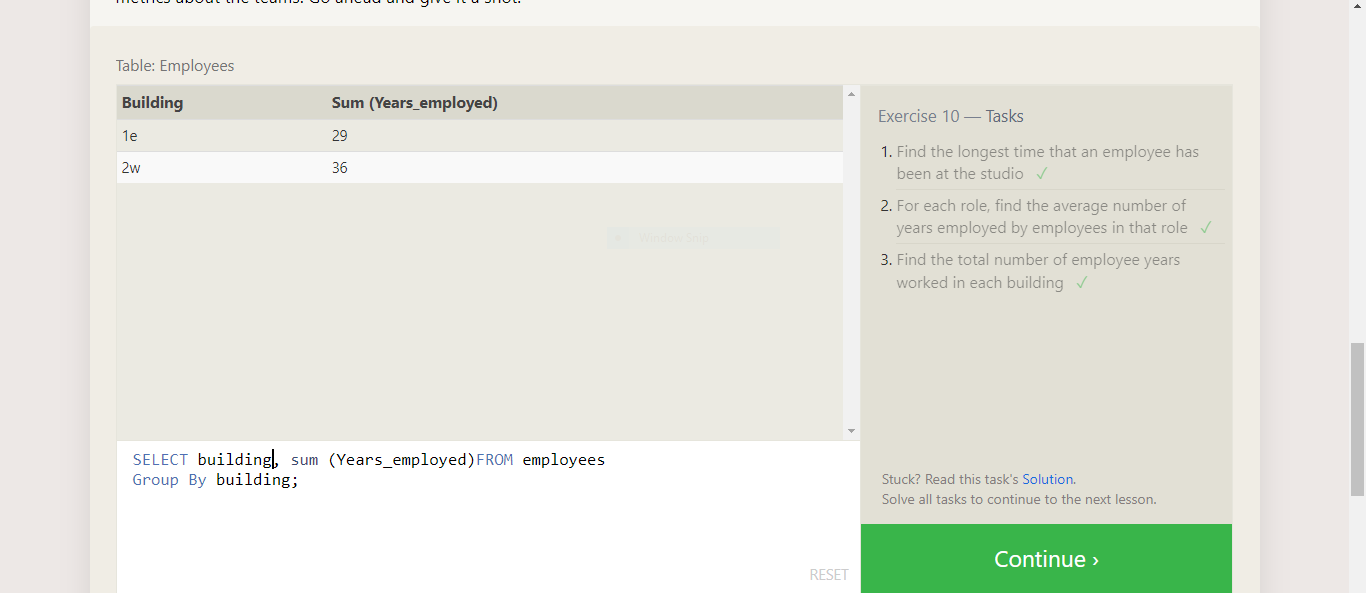 metrics about the teams. Go ahead and give it a shot.
Table: Employees
Building Sum (Years_employed)
1e 29
2w 36
Window Snip
SELECT building, sum (Years_employed)FROM employees
Group By building;
RESET
Exercise 10 — Tasks
1. Find the longest time that an employee has
been at the studio ✓
2. For each role, find the average number of
years employed by employees in that role ✓
3. Find the total number of employee years
worked in each building ✓
Stuck? Read this task's Solution.
Solve all tasks to continue to the next lesson.
Continue ›